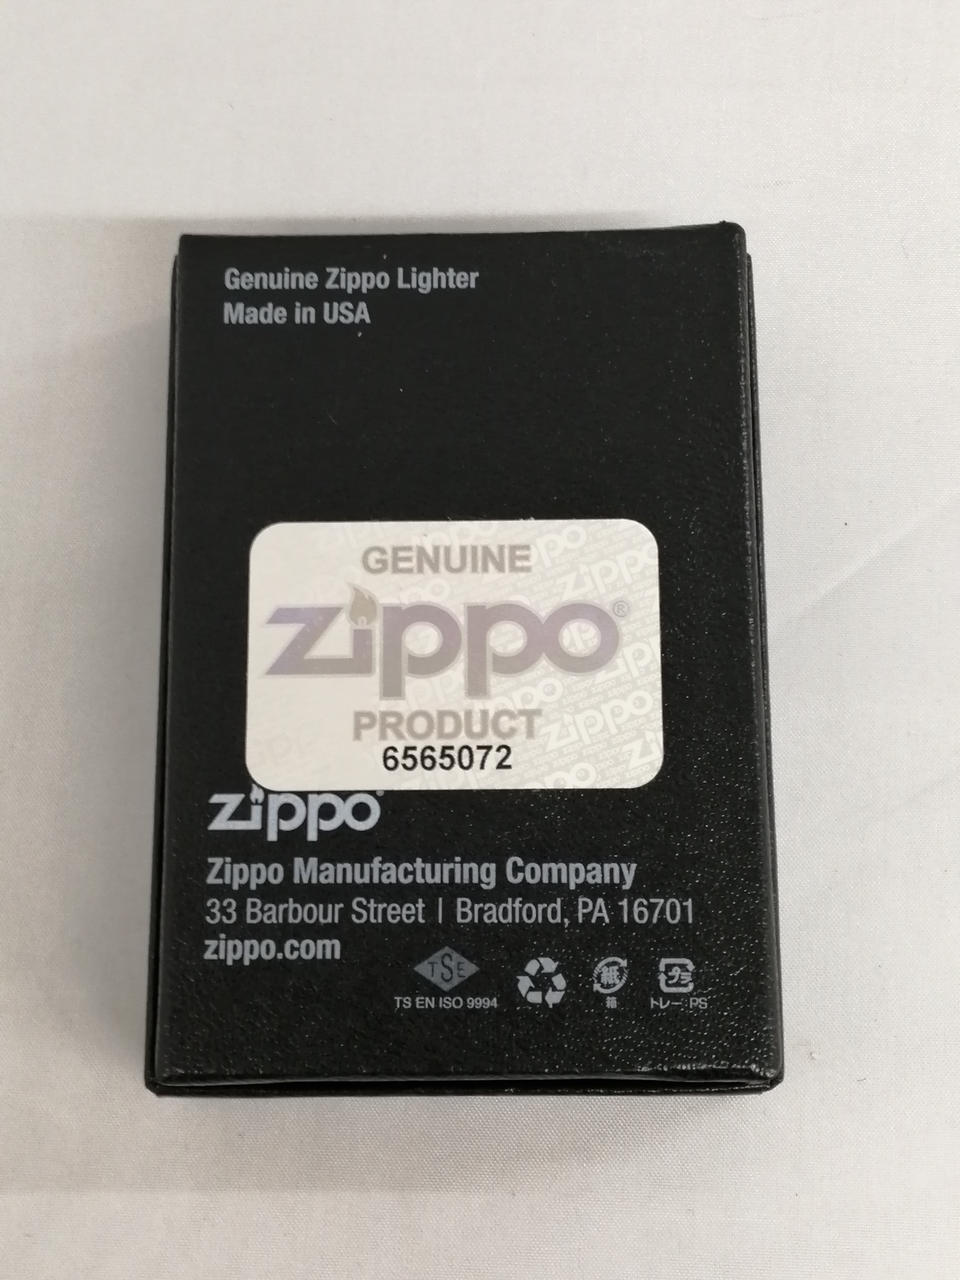 Genuine Zippo Lighter
Made in USA
GENUINE
zippo®
PRODUCT
6565072
zippo
Zippo Manufacturing Company
33 Barbour Street | Bradford, PA 16701
zippo.com
TSE
TS EN ISO 9994
紙
箱
プラ
トレー:PS